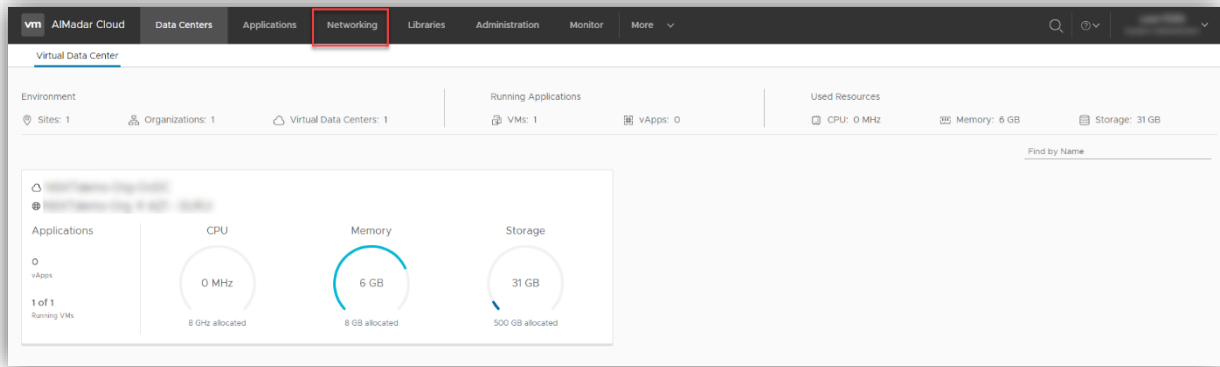 vm AlMadar Cloud Data Centers Applications Networking Libraries Administration Monitor More
Virtual Data Center
Environment Running Applications Used Resources
Sites: 1 Organizations: 1 Virtual Data Centers: 1 VMs: 1 vApps: 0 CPU: 0 MHz Memory: 6 GB Storage: 31 GB
Find by Name
Applications CPU Memory Storage
0
vApps
0 MHz 6 GB 31 GB
1 of 1
Running VMs
8 GHz allocated 8 GB allocated 500 GB allocated